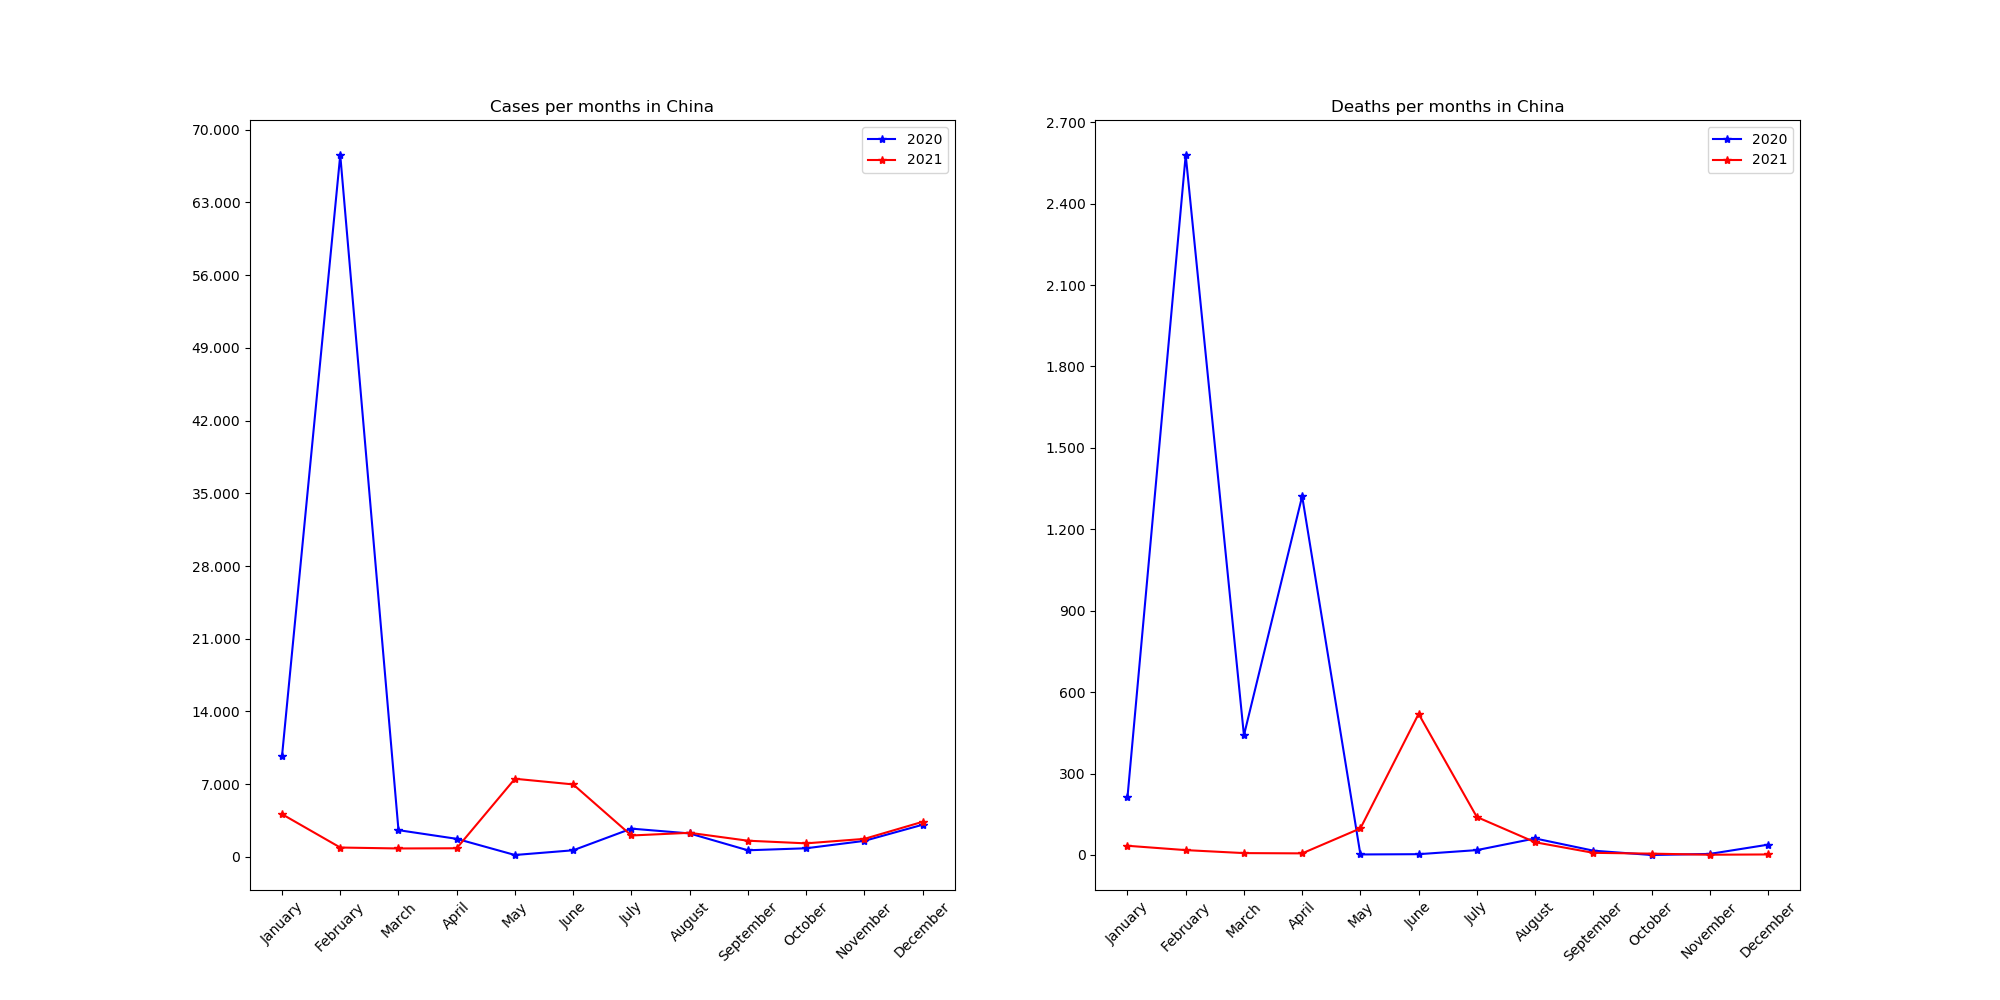 Cases per months in China
70.000
63.000
56.000
49.000
42.000
35.000
28.000
21.000
14.000
7.000
0
January
February
March
April
May
June
July
August
September
October
November
December
2020
2021
Deaths per months in China
2.700
2.400
2.100
1.800
1.500
1.200
900
600
300
0
January
February
March
April
May
June
July
August
September
October
November
December
2020
2021